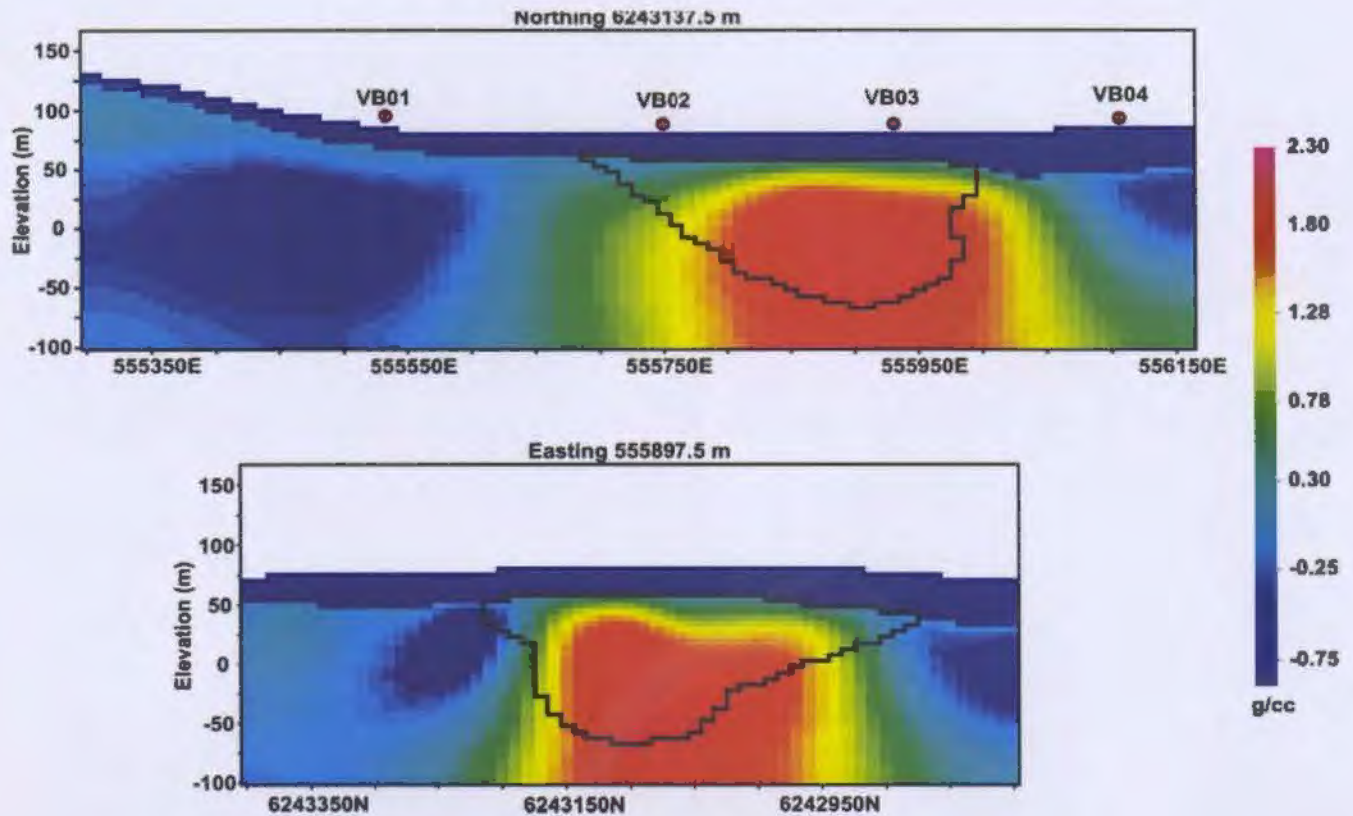 Northing 6243137.5 m
150
100
50
0
-50
-100
Elevation (m)
VB01 VB02 VB03 VB04
555350E 555550E 555750E 555950E 556150E
2.30
1.80
1.28
0.78
0.30
-0.25
-0.75
g/cc
Easting 555897.5 m
150
100
50
0
-50
-100
Elevation (m)
6243350N 6243150N 6242950N